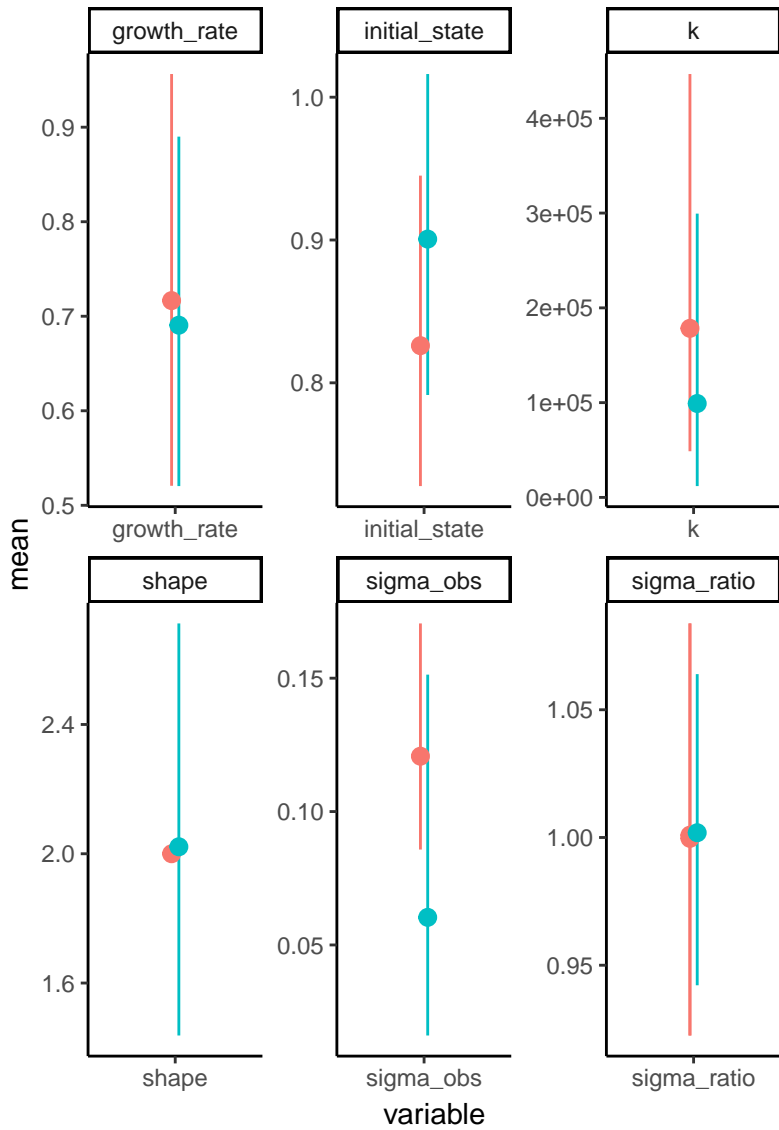 growth_rate
initial_state
k
0.9
0.8
0.7
0.6
0.5
growth_rate
1.0
0.9
0.8
initial_state
4e+05
3e+05
2e+05
1e+05
0e+00
k
mean
shape
sigma_obs
sigma_ratio
2.4
2.0
1.6
shape
0.15
0.10
0.05
sigma_obs
1.05
1.00
0.95
sigma_ratio
variable